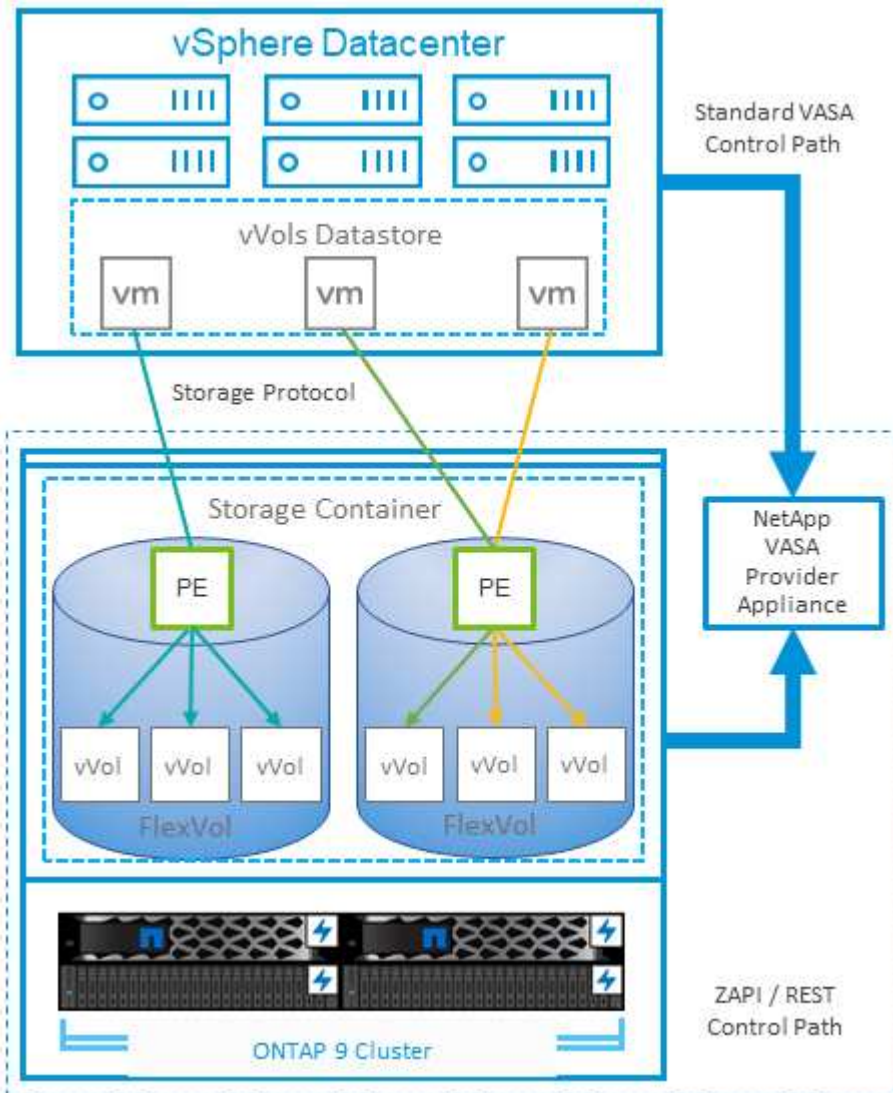 vSphere Datacenter
Standard VASA
Control Path
vVols Datastore
vm vm vm
Storage Protocol
Storage Container
NetApp
VASA
Provider
Appliance
PE PE
vVol vVol vVol vVol vVol vVol
FlexVol FlexVol
ZAPI / REST
Control Path
ONTAP 9 Cluster